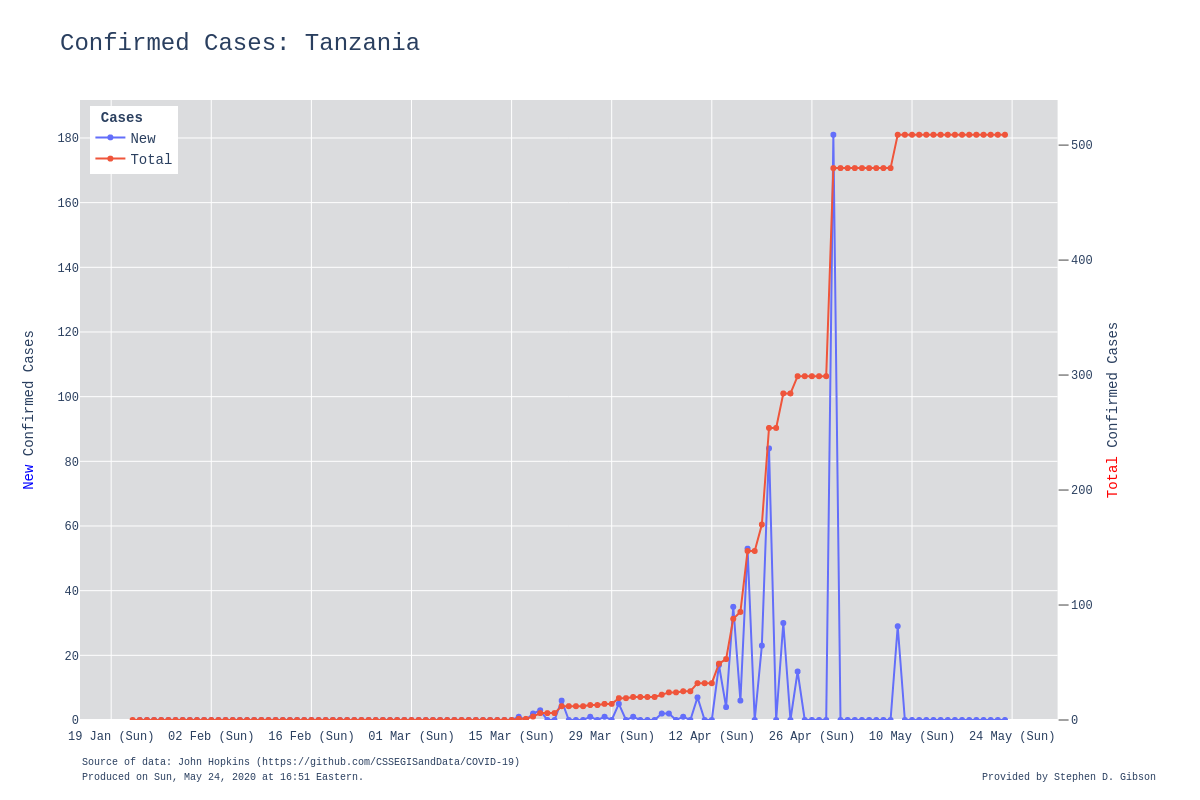 Confirmed Cases: Tanzania
Cases
New
Total
180
160
140
120
100
80
60
40
20
0
500
400
300
200
100
0
New Confirmed Cases
Total Confirmed Cases
19 Jan (Sun) 02 Feb (Sun) 16 Feb (Sun) 01 Mar (Sun) 15 Mar (Sun) 29 Mar (Sun) 12 Apr (Sun) 26 Apr (Sun) 10 May (Sun) 24 May (Sun)
Source of data: John Hopkins (https://github.com/CSSEGISandData/COVID-19)
Produced on Sun, May 24, 2020 at 16:51 Eastern.
Provided by Stephen D. Gibson